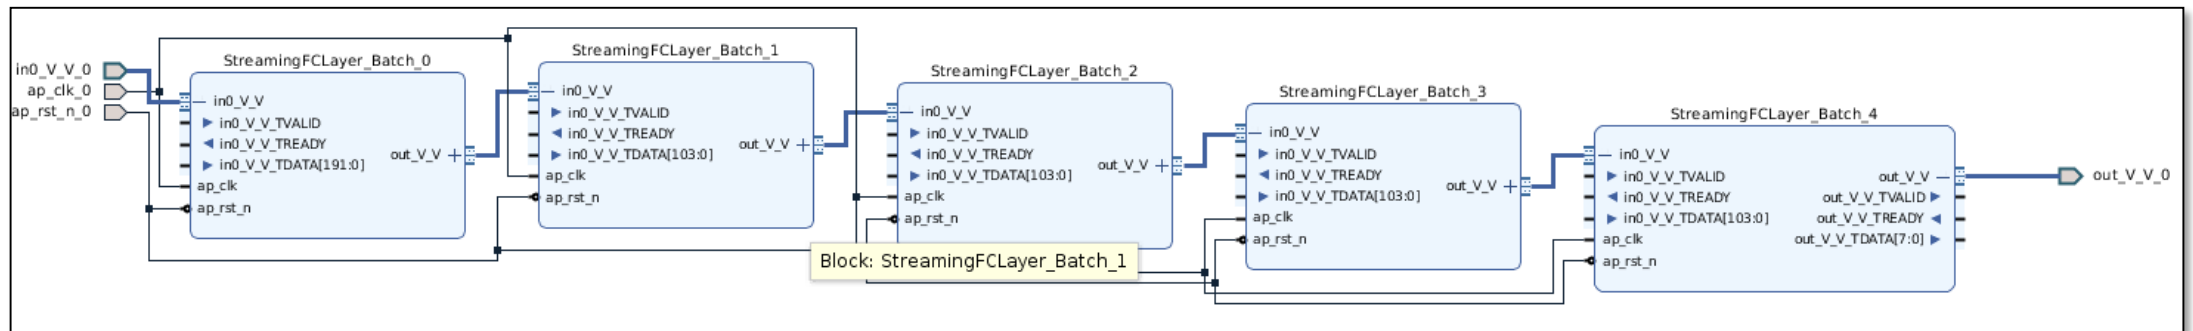 in0_V_V_0
ap_clk_0
ap_rst_n_0
StreamingFCLayer_Batch_0
in0_V_V
in0_V_V_TVALID
in0_V_V_TREADY
in0_V_V_TDATA[191:0]
ap_clk
ap_rst_n
out_V_V
StreamingFCLayer_Batch_1
in0_V_V
in0_V_V_TVALID
in0_V_V_TREADY
in0_V_V_TDATA[103:0]
ap_clk
ap_rst_n
out_V_V
StreamingFCLayer_Batch_2
in0_V_V
in0_V_V_TVALID
in0_V_V_TREADY
in0_V_V_TDATA[103:0]
ap_clk
ap_rst_n
out_V_V
Block: StreamingFCLayer_Batch_1
StreamingFCLayer_Batch_3
in0_V_V
in0_V_V_TVALID
in0_V_V_TREADY
in0_V_V_TDATA[103:0]
ap_clk
ap_rst_n
out_V_V
StreamingFCLayer_Batch_4
in0_V_V
in0_V_V_TVALID
in0_V_V_TREADY
in0_V_V_TDATA[103:0]
ap_clk
ap_rst_n
out_V_V
out_V_V_TVALID
out_V_V_TREADY
out_V_V_TDATA[7:0]
out_V_V_0